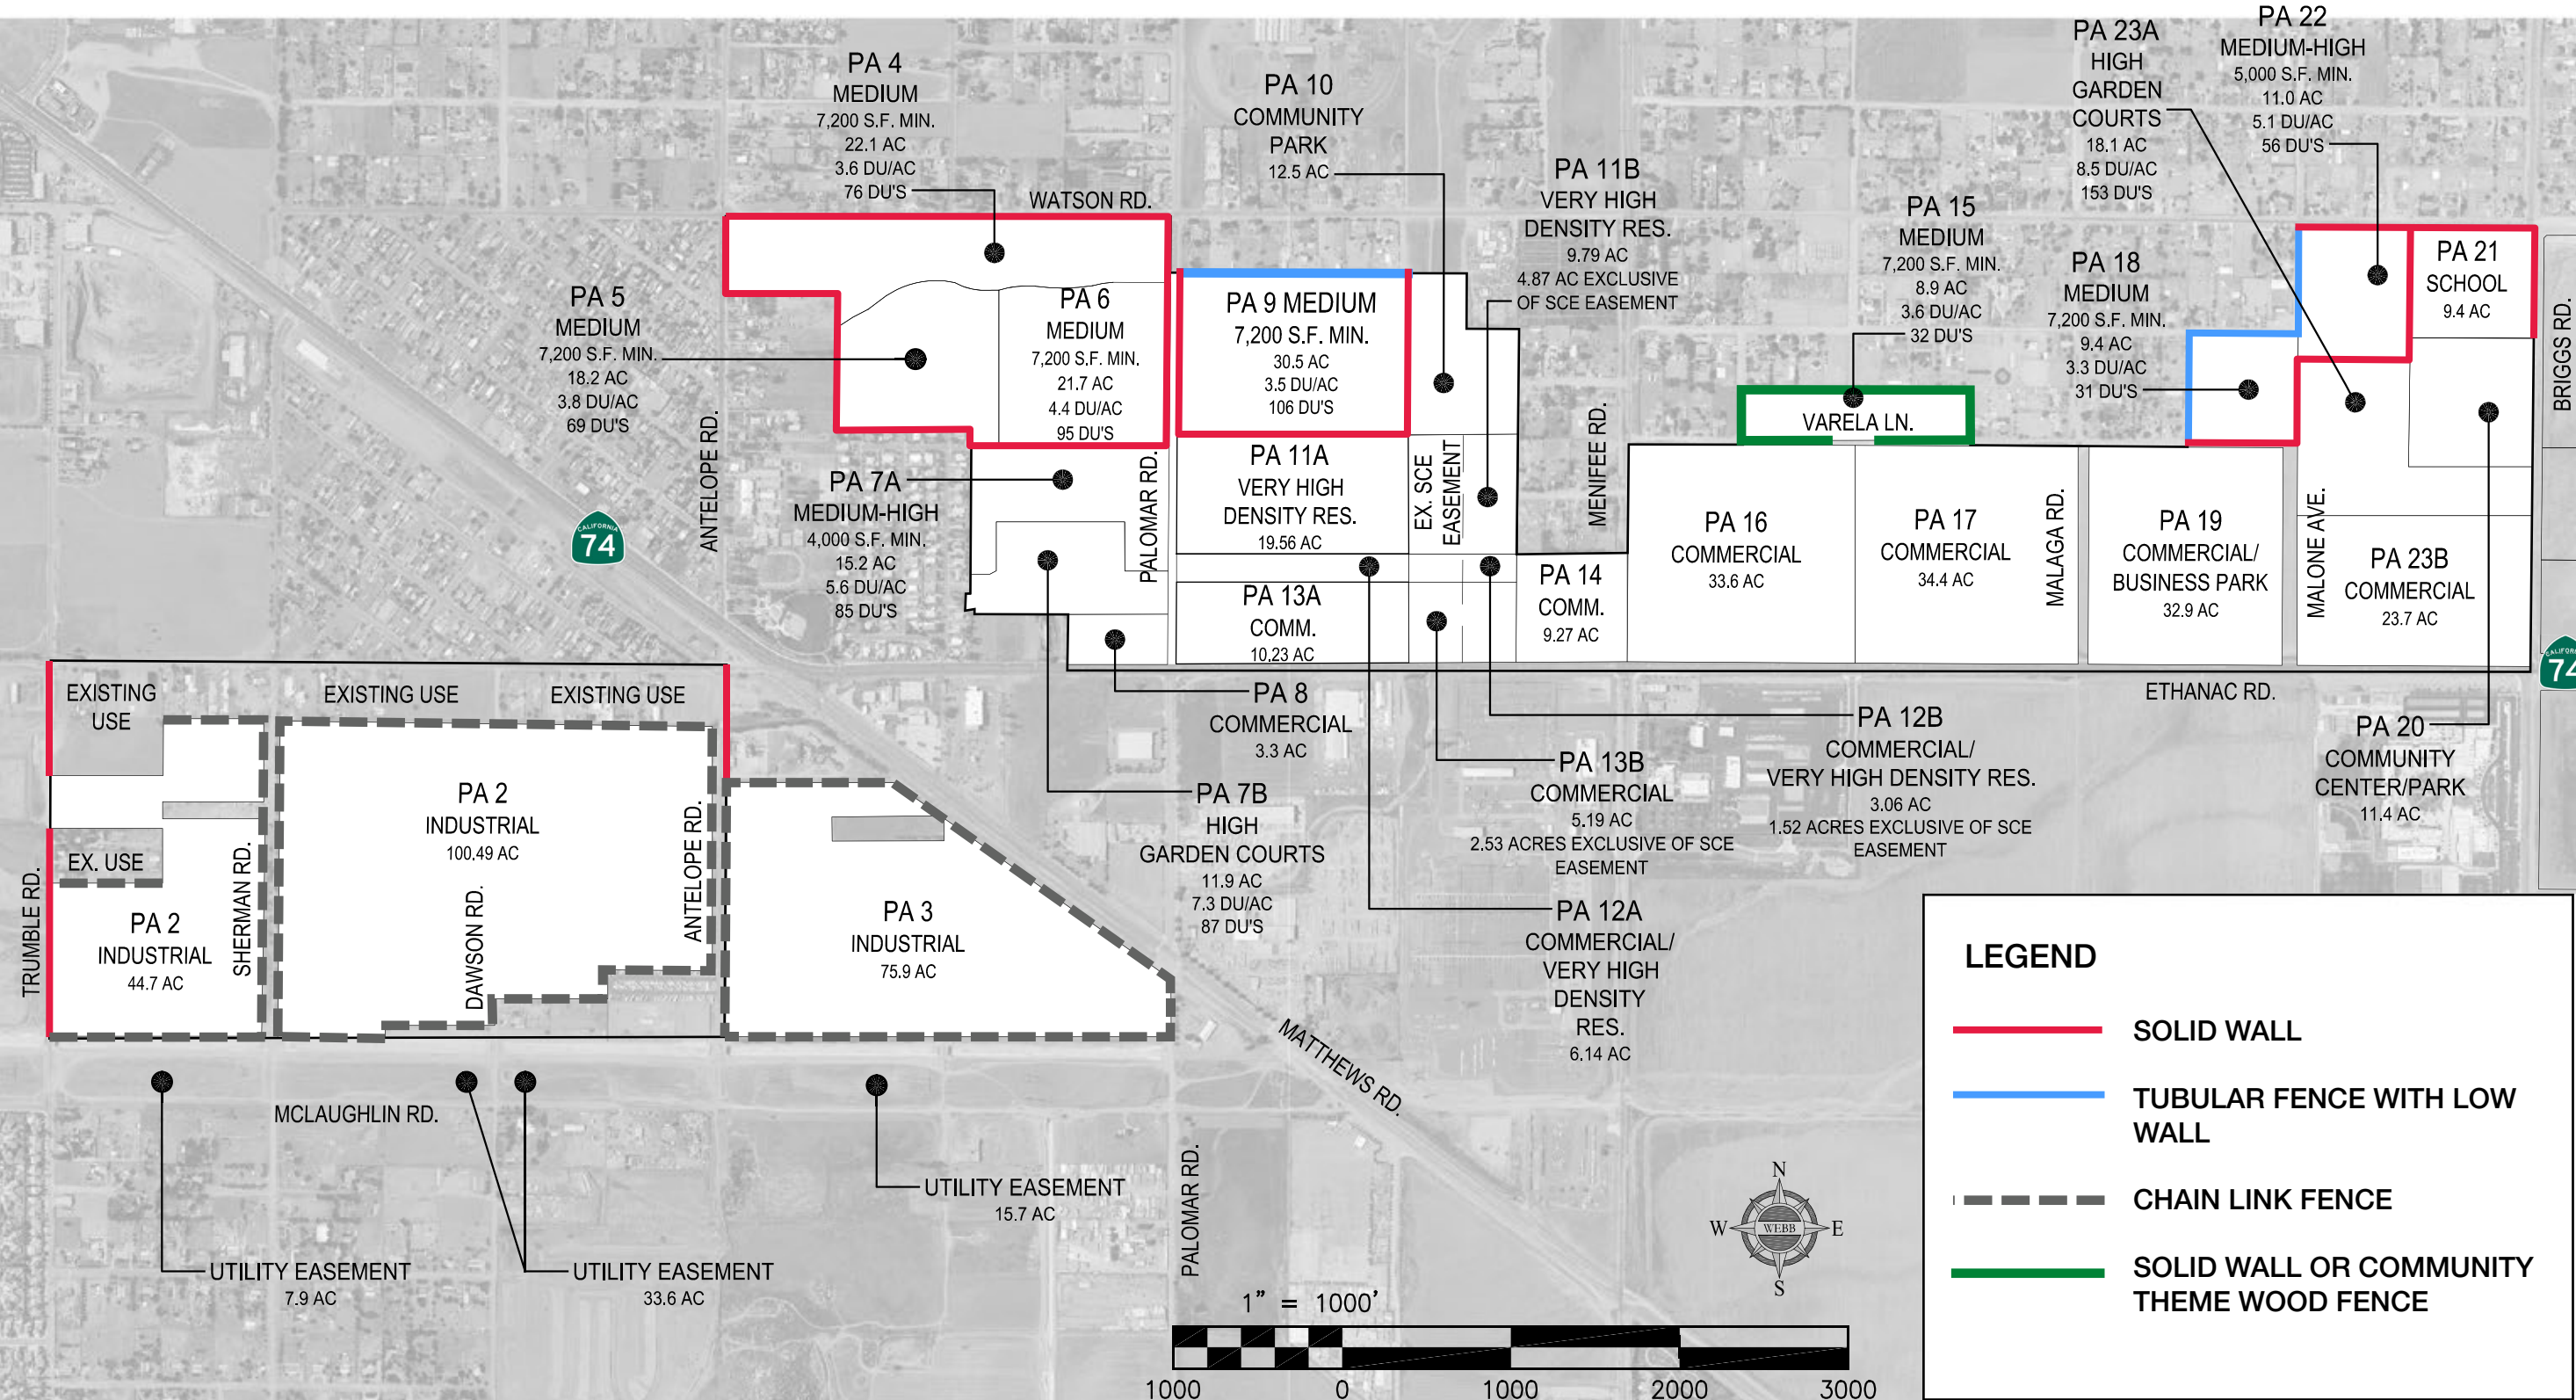 PA 4
MEDIUM
7,200 S.F. MIN.
22.1 AC
3.6 DU/AC
76 DU'S
WATSON RD.
PA 10
COMMUNITY
PARK
12.5 AC
PA 11B
VERY HIGH
DENSITY RES.
9.79 AC
4.87 AC EXCLUSIVE
OF SCE EASEMENT
PA 15
MEDIUM
7,200 S.F. MIN.
8.9 AC
3.6 DU/AC
32 DU'S
PA 23A
HIGH
GARDEN
COURTS
18.1 AC
8.5 DU/AC
153 DU'S
PA 22
MEDIUM-HIGH
5,000 S.F. MIN.
11.0 AC
5.1 DU/AC
56 DU'S
PA 18
MEDIUM
7,200 S.F. MIN.
9.4 AC
3.3 DU/AC
31 DU'S
PA 21
SCHOOL
9.4 AC
BRIGGS RD.
PA 5
MEDIUM
7,200 S.F. MIN.
18.2 AC
3.8 DU/AC
69 DU'S
PA 6
MEDIUM
7,200 S.F. MIN.
21.7 AC
4.4 DU/AC
95 DU'S
PA 9 MEDIUM
7,200 S.F. MIN.
30.5 AC
3.5 DU/AC
106 DU'S
VARELA LN.
ANTELOPE RD.
PA 7A
MEDIUM-HIGH
4,000 S.F. MIN.
15.2 AC
5.6 DU/AC
85 DU'S
PALOMAR RD.
PA 11A
VERY HIGH
DENSITY RES.
19.56 AC
EX. SCE
EASEMENT
MENIFEE RD.
PA 16
COMMERCIAL
33.6 AC
PA 17
COMMERCIAL
34.4 AC
MALAGA RD.
PA 19
COMMERCIAL/
BUSINESS PARK
32.9 AC
MALONE AVE.
PA 23B
COMMERCIAL
23.7 AC
CALIFORNIA
74
PA 13A
COMM.
10.23 AC
PA 14
COMM.
9.27 AC
74
ETHANAC RD.
EXISTING
USE
EXISTING USE
EXISTING USE
PA 8
COMMERCIAL
3.3 AC
PA 7B
HIGH
GARDEN COURTS
11.9 AC
7.3 DU/AC
87 DU'S
PA 13B
COMMERCIAL
5.19 AC
2.53 ACRES EXCLUSIVE OF SCE
EASEMENT
PA 12B
COMMERCIAL/
VERY HIGH DENSITY RES.
3.06 AC
1.52 ACRES EXCLUSIVE OF SCE
EASEMENT
PA 20
COMMUNITY
CENTER/PARK
11.4 AC
PA 12A
COMMERCIAL/
VERY HIGH
DENSITY
RES.
6.14 AC
EX. USE
TRUMBLE RD.
PA 2
INDUSTRIAL
44.7 AC
SHERMAN RD.
PA 2
INDUSTRIAL
100.49 AC
DAWSON RD.
ANTELOPE RD.
PA 3
INDUSTRIAL
75.9 AC
MATTHEWS RD.
MCLAUGHLIN RD.
PALOMAR RD.
UTILITY EASEMENT
7.9 AC
UTILITY EASEMENT
33.6 AC
UTILITY EASEMENT
15.7 AC
N
W
WEBB
E
S
1" = 1000'
1000 0 1000 2000 3000
LEGEND
SOLID WALL
TUBULAR FENCE WITH LOW
WALL
CHAIN LINK FENCE
SOLID WALL OR COMMUNITY
THEME WOOD FENCE